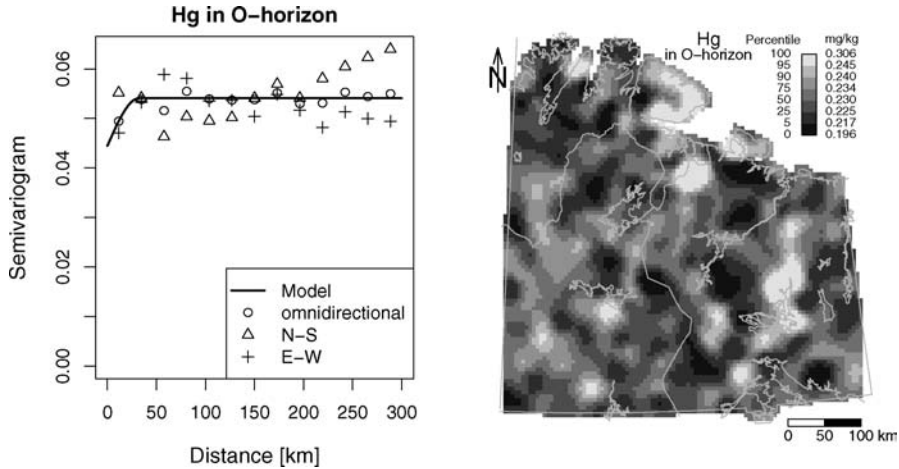 Hg in O−horizon
Semivariogram
0.06
0.04
0.02
0.00
Model
omnidirectional
N−S
E−W
0 50 100 150 200 250 300
Distance [km]
N
Hg
in O−horizon
Percentile mg/kg
100 0.306
95 0.245
90 0.240
75 0.234
50 0.230
25 0.225
5 0.217
0 0.196
0 50 100 km